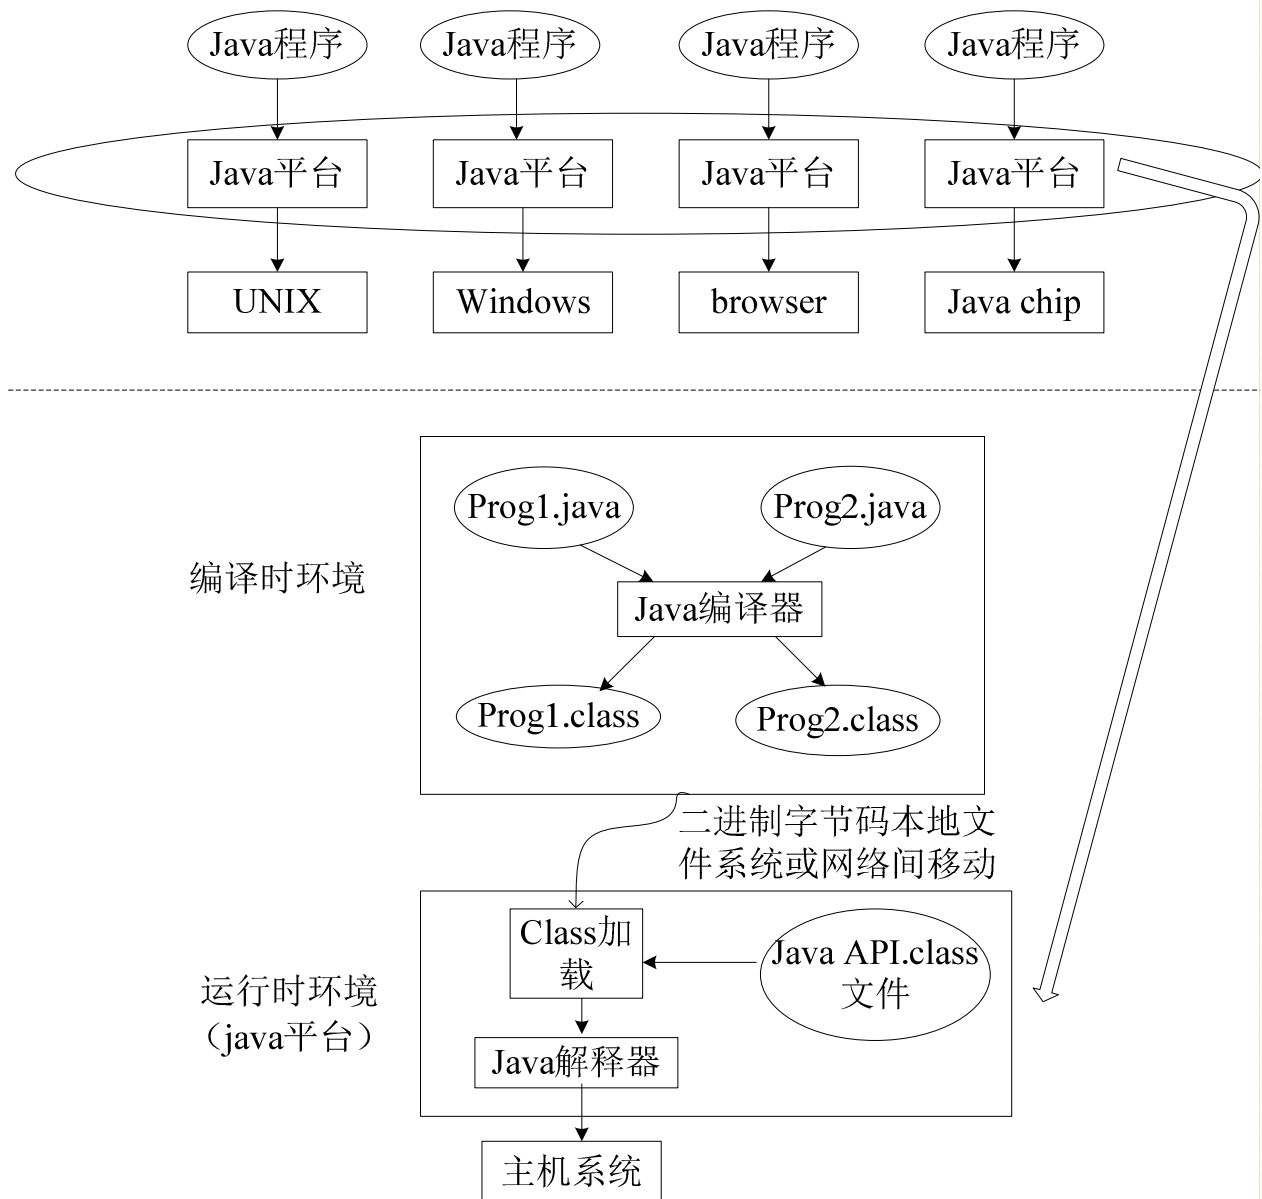 Java程序
Java程序
Java程序
Java程序
Java平台
Java平台
Java平台
Java平台
UNIX
Windows
browser
Java chip
Prog1.java
Prog2.java
编译时环境
Java编译器
Prog1.class
Prog2.class
二进制字节码本地文
件系统或网络间移动
Class加
载
Java API.class
文件
运行时环境
（java平台）
Java解释器
主机系统